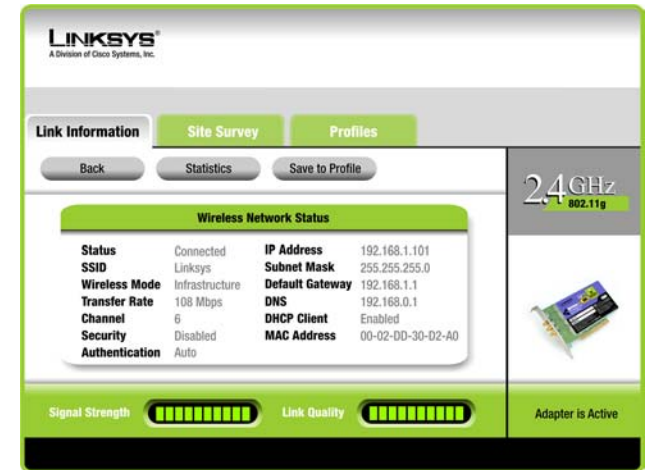 LINKSYS®
A Division of Cisco Systems, Inc.
Link Information Site Survey Profiles
Back Statistics Save to Profile
2.4GHz
802.11g
Wireless Network Status
Status Connected IP Address 192.168.1.101
SSID Linksys Subnet Mask 255.255.255.0
Wireless Mode Infrastructure Default Gateway 192.168.1.1
Transfer Rate 108 Mbps DNS 192.168.0.1
Channel 6 DHCP Client Enabled
Security Disabled MAC Address 00-02-DD-30-D2-A0
Authentication Auto
Signal Strength Link Quality Adapter is Active